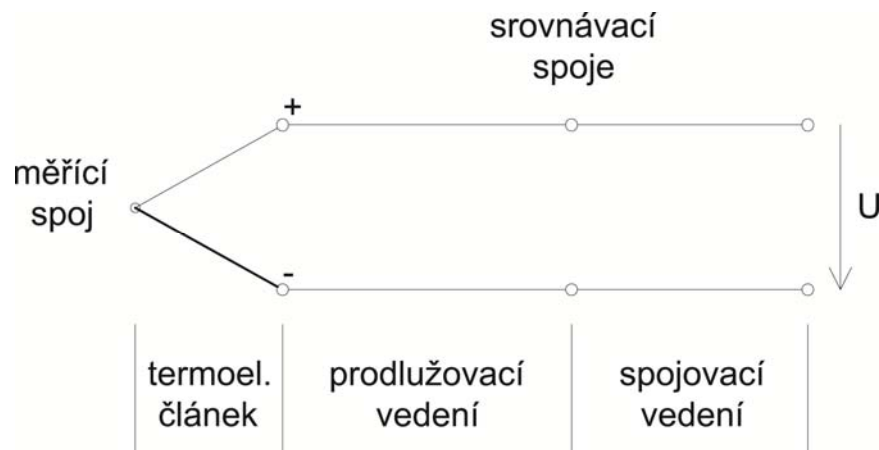 srovnávací
spoje
+
měřící
spoj
U
-
termoel.
článek
prodlužovací
vedení
spojovací
vedení